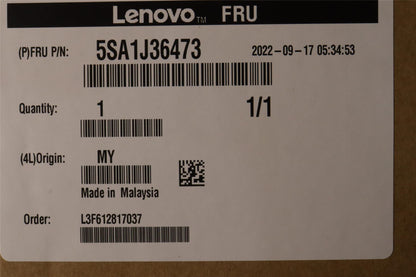 Lenovo™ FRU
(P)FRU P/N: 5SA1J36473 2022-09-17 05:34:53
Quantity: 1 1/1
(4L)Origin: MY
Made in Malaysia
Order: L3F612817037